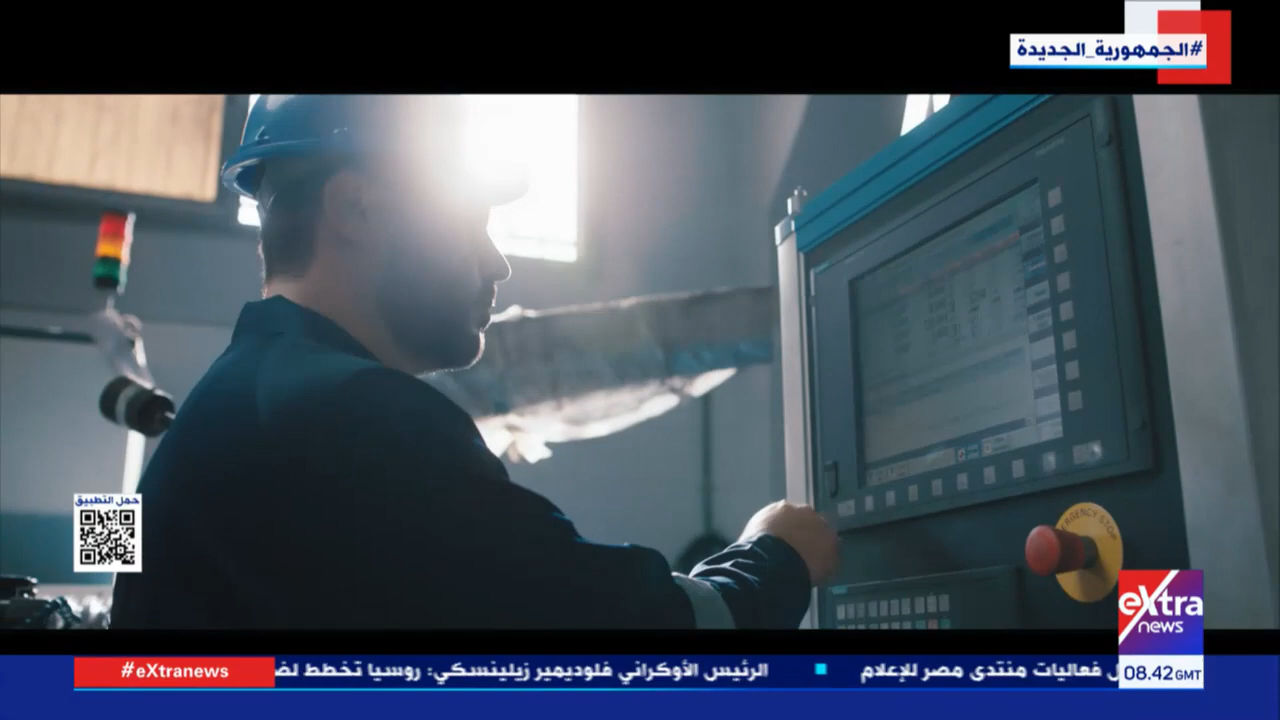 #الجمهورية_الجديدة
حمل التطبيق
EMERGENCY STOP
eXtra
news
08.42 GMT
#eXtranews
ل فعاليات منتدى مصر للإعلام
الرئيس الأوكراني فلوديمير زيلينسكي: روسيا تخطط لض